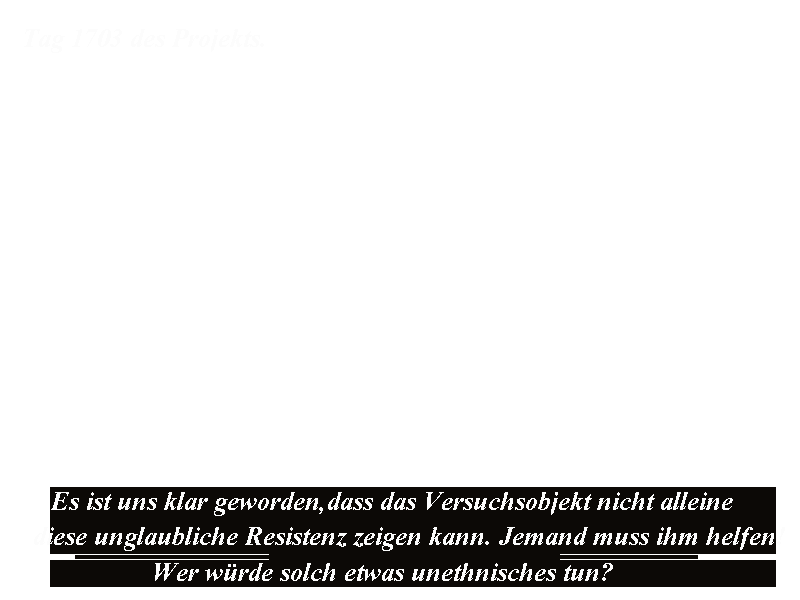 Tag 1703 des Projekts.
Es ist uns klar geworden,dass das Versuchsobjekt nicht alleine
diese unglaubliche Resistenz zeigen kann. Jemand muss ihm helfen
Wer würde solch etwas unethnisches tun?